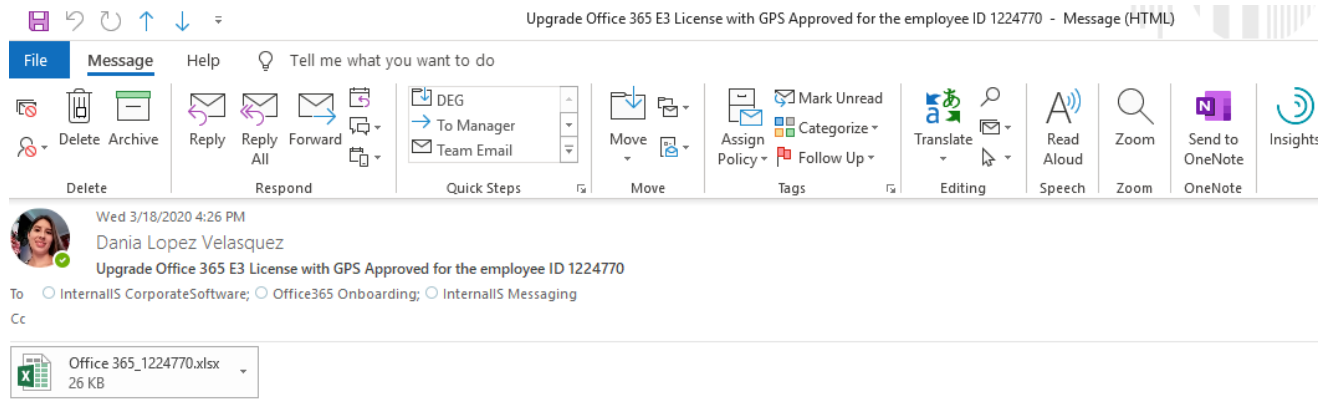 Upgrade Office 365 E3 License with GPS Approved for the employee ID 1224770 - Message (HTML)
File Message Help Tell me what you want to do
Delete Archive Reply Reply All Forward
DEG
To Manager
Team Email
Move
Assign Policy
Mark Unread
Categorize
Follow Up
Translate
Read Aloud
Zoom
Send to OneNote
Insights
Delete Respond Quick Steps Move Tags Editing Speech Zoom OneNote
Wed 3/18/2020 4:26 PM
Dania Lopez Velasquez
Upgrade Office 365 E3 License with GPS Approved for the employee ID 1224770
To InternalIS CorporateSoftware; Office365 Onboarding; InternalIS Messaging
Cc
Office 365_1224770.xlsx
26 KB